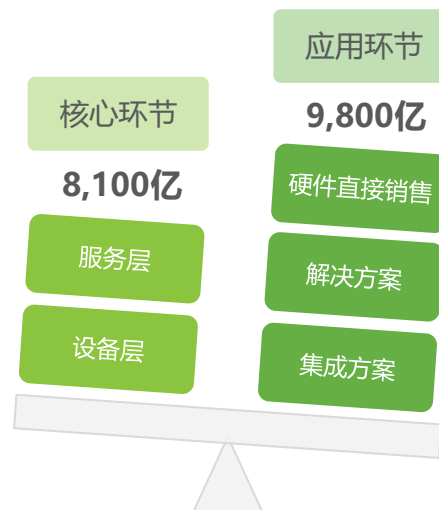 核心环节
8,100亿
服务层
设备层
应用环节
9,800亿
硬件直接销售
解决方案
集成方案